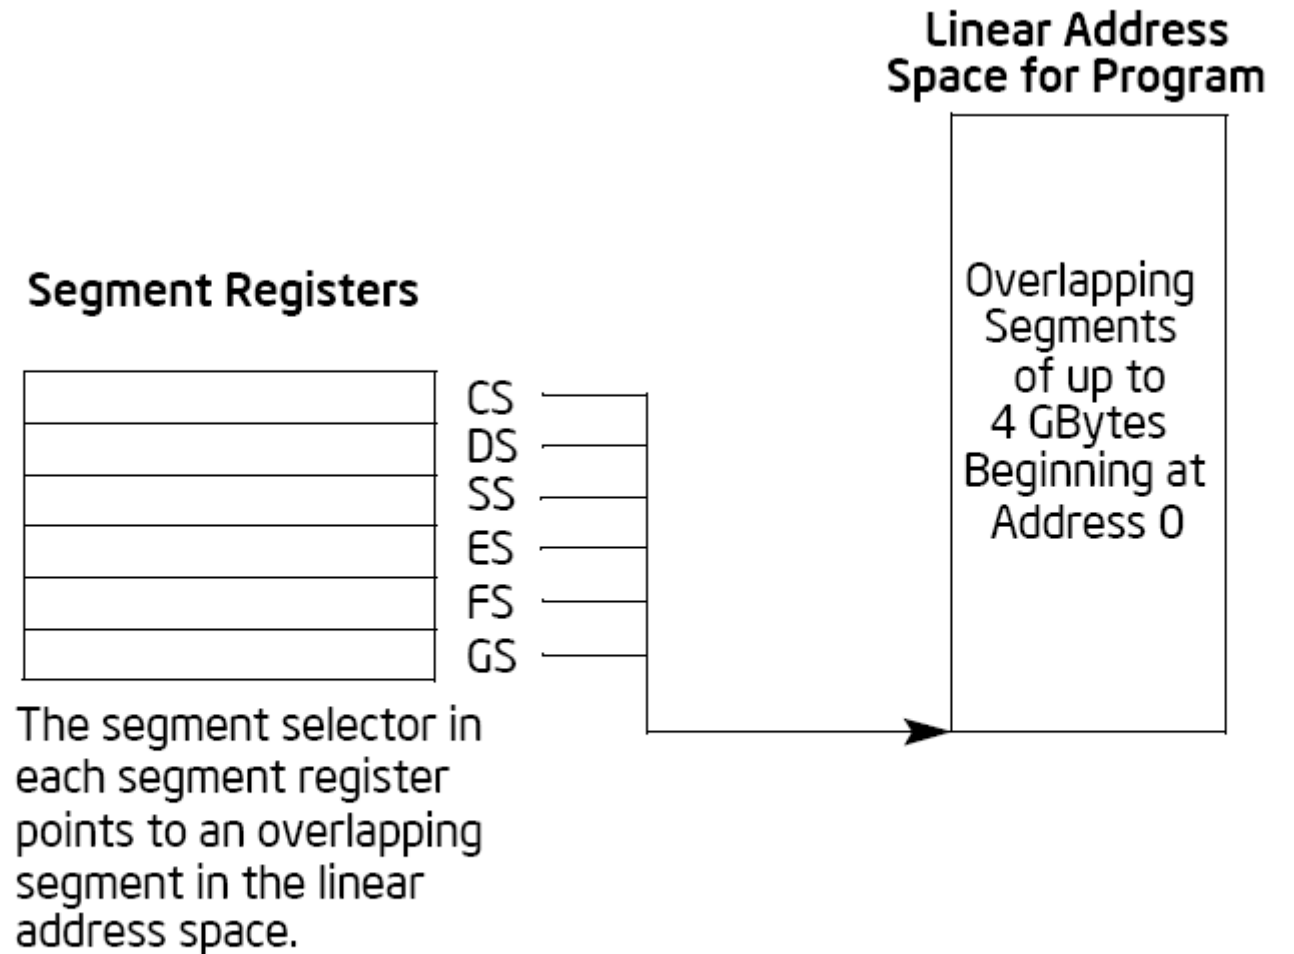 Linear Address
Space for Program
Overlapping
Segments
of up to
4 GBytes
Beginning at
Address 0
Segment Registers
CS
DS
SS
ES
FS
GS
The segment selector in
each segment register
points to an overlapping
segment in the linear
address space.